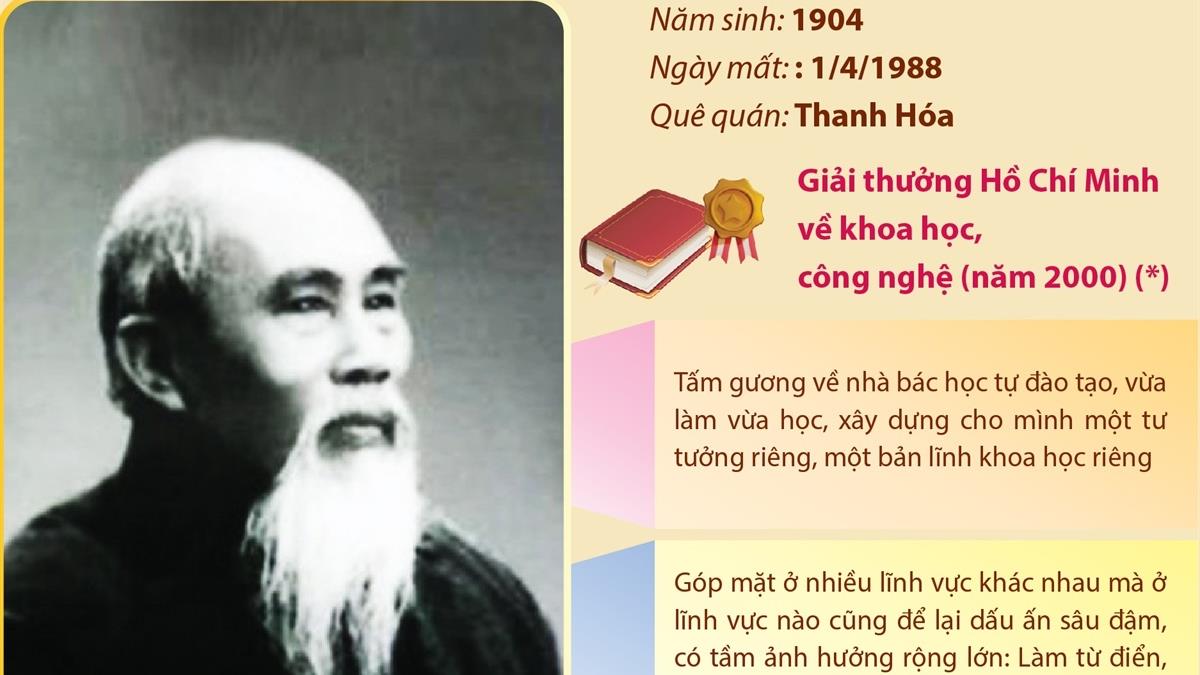 Năm sinh: 1904
Ngày mất: : 1/4/1988
Quê quán: Thanh Hóa
Giải thưởng Hồ Chí Minh
về khoa học,
công nghệ (năm 2000) (*)
Tấm gương về nhà bác học tự đào tạo, vừa
làm vừa học, xây dựng cho mình một tư
tưởng riêng, một bản lĩnh khoa học riêng
Góp mặt ở nhiều lĩnh vực khác nhau mà ở
lĩnh vực nào cũng để lại dấu ấn sâu đậm,
có tầm ảnh hưởng rộng lớn: Làm từ điển,